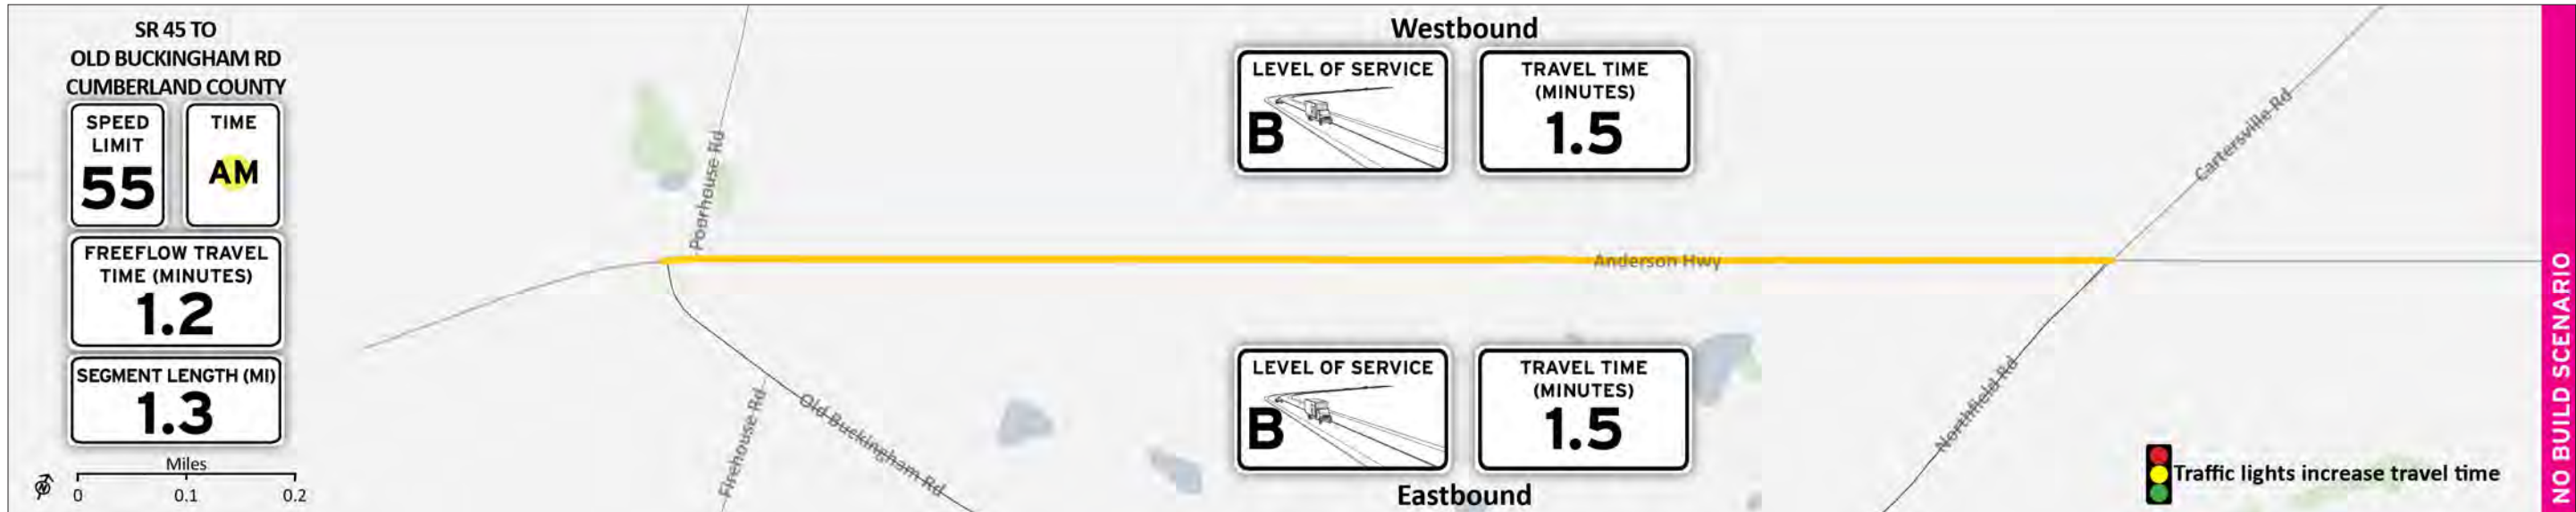 SR 45 TO
OLD BUCKINGHAM RD
CUMBERLAND COUNTY
SPEED
LIMIT
55
TIME
AM
FREEFLOW TRAVEL
TIME (MINUTES)
1.2
SEGMENT LENGTH (MI)
1.3
Miles
0 0.1 0.2
Poorhouse Rd
Firehouse Rd
Old Buckingham Rd
Westbound
LEVEL OF SERVICE
B
TRAVEL TIME
(MINUTES)
1.5
Anderson Hwy
LEVEL OF SERVICE
B
TRAVEL TIME
(MINUTES)
1.5
Eastbound
Cartersville Rd
Northfield Rd
Traffic lights increase travel time
NO BUILD SCENARIO